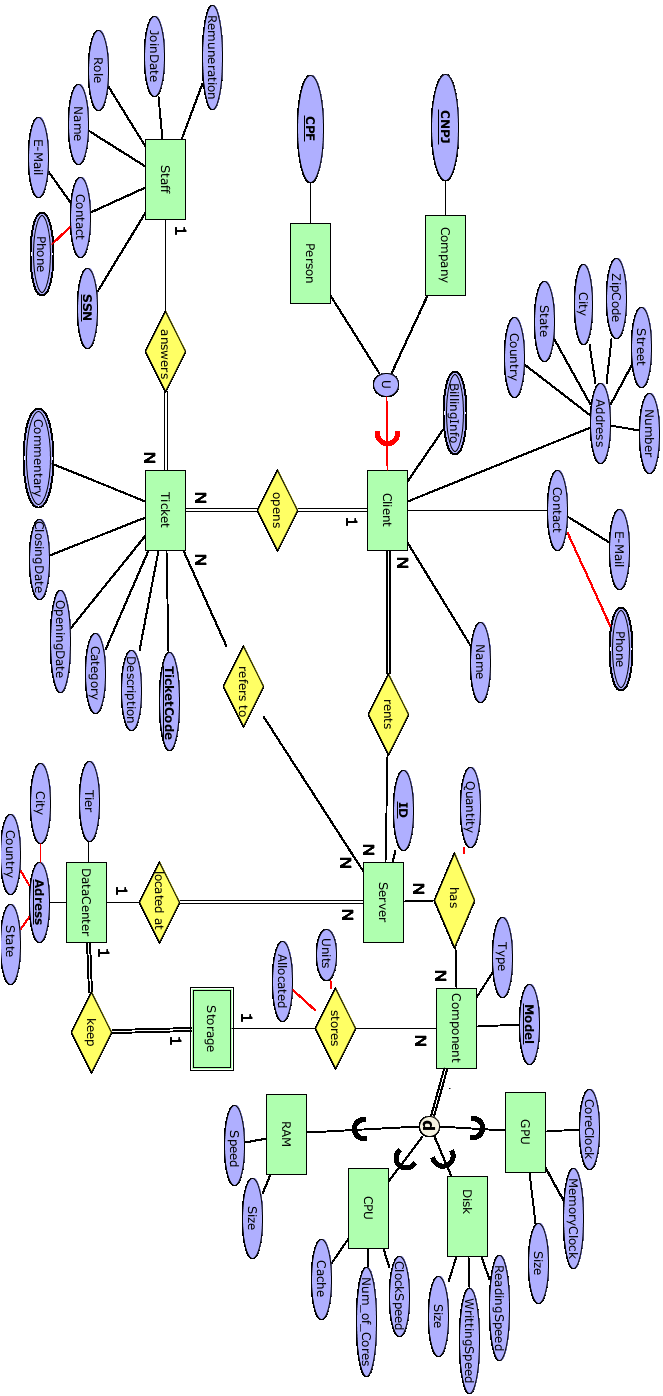 Number
Street
ZipCode
E-Mail
Phone
Address
CoreClock
City
MemoryClock
Contact
State
Size
Model
GPU
Country
Type
ReadingSpeed
Name
Quantity
WrittingSpeed
Disk
BillingInfo
has
Component
CNPJ
Company
N
Size
N
N
d
ID
N
ClockSpeed
U
Client
rents
Server
N
CPU
Num_of_Cores
1
N
N
stores
Units
Cache
CPF
Person
RAM
Allocated
opens
Size
1
refers to
Speed
Remuneration
Storage
N
N
1
1
TicketCode
Staff
answers
Ticket
located at
JoinDate
N
Description
1
1
Role
Category
keep
Tier
DataCenter
SSN
Contact
Name
OpeningDate
Phone
E-Mail
Commentary
ClosingDate
City
Adress
Country
State